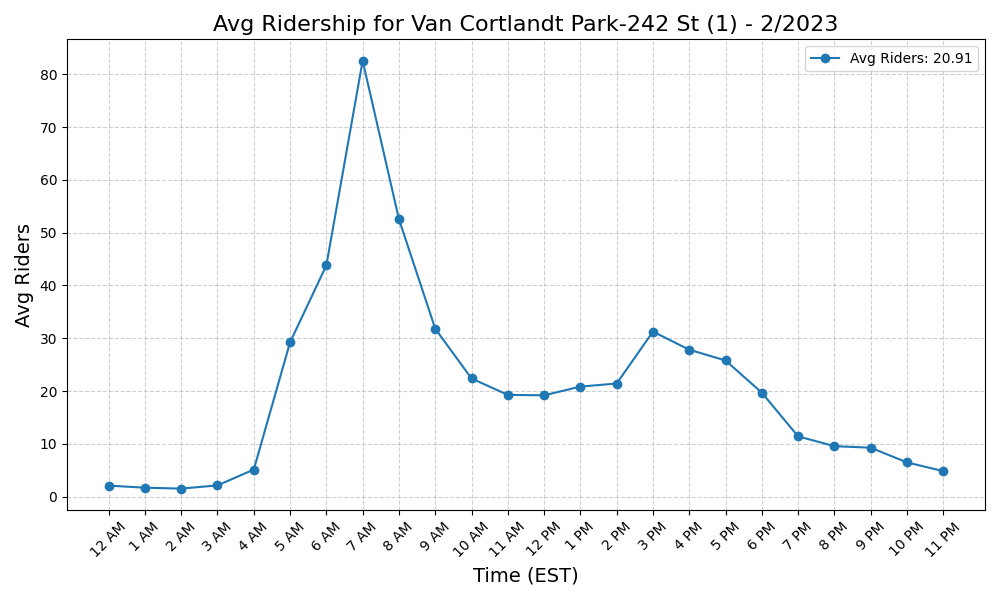 Avg Ridership for Van Cortlandt Park-242 St (1) - 2/2023
Avg Riders: 20.91
Avg Riders
80
70
60
50
40
30
20
10
0
12 AM
1 AM
2 AM
3 AM
4 AM
5 AM
6 AM
7 AM
8 AM
9 AM
10 AM
11 AM
12 PM
1 PM
2 PM
3 PM
4 PM
5 PM
6 PM
7 PM
8 PM
9 PM
10 PM
11 PM
Time (EST)